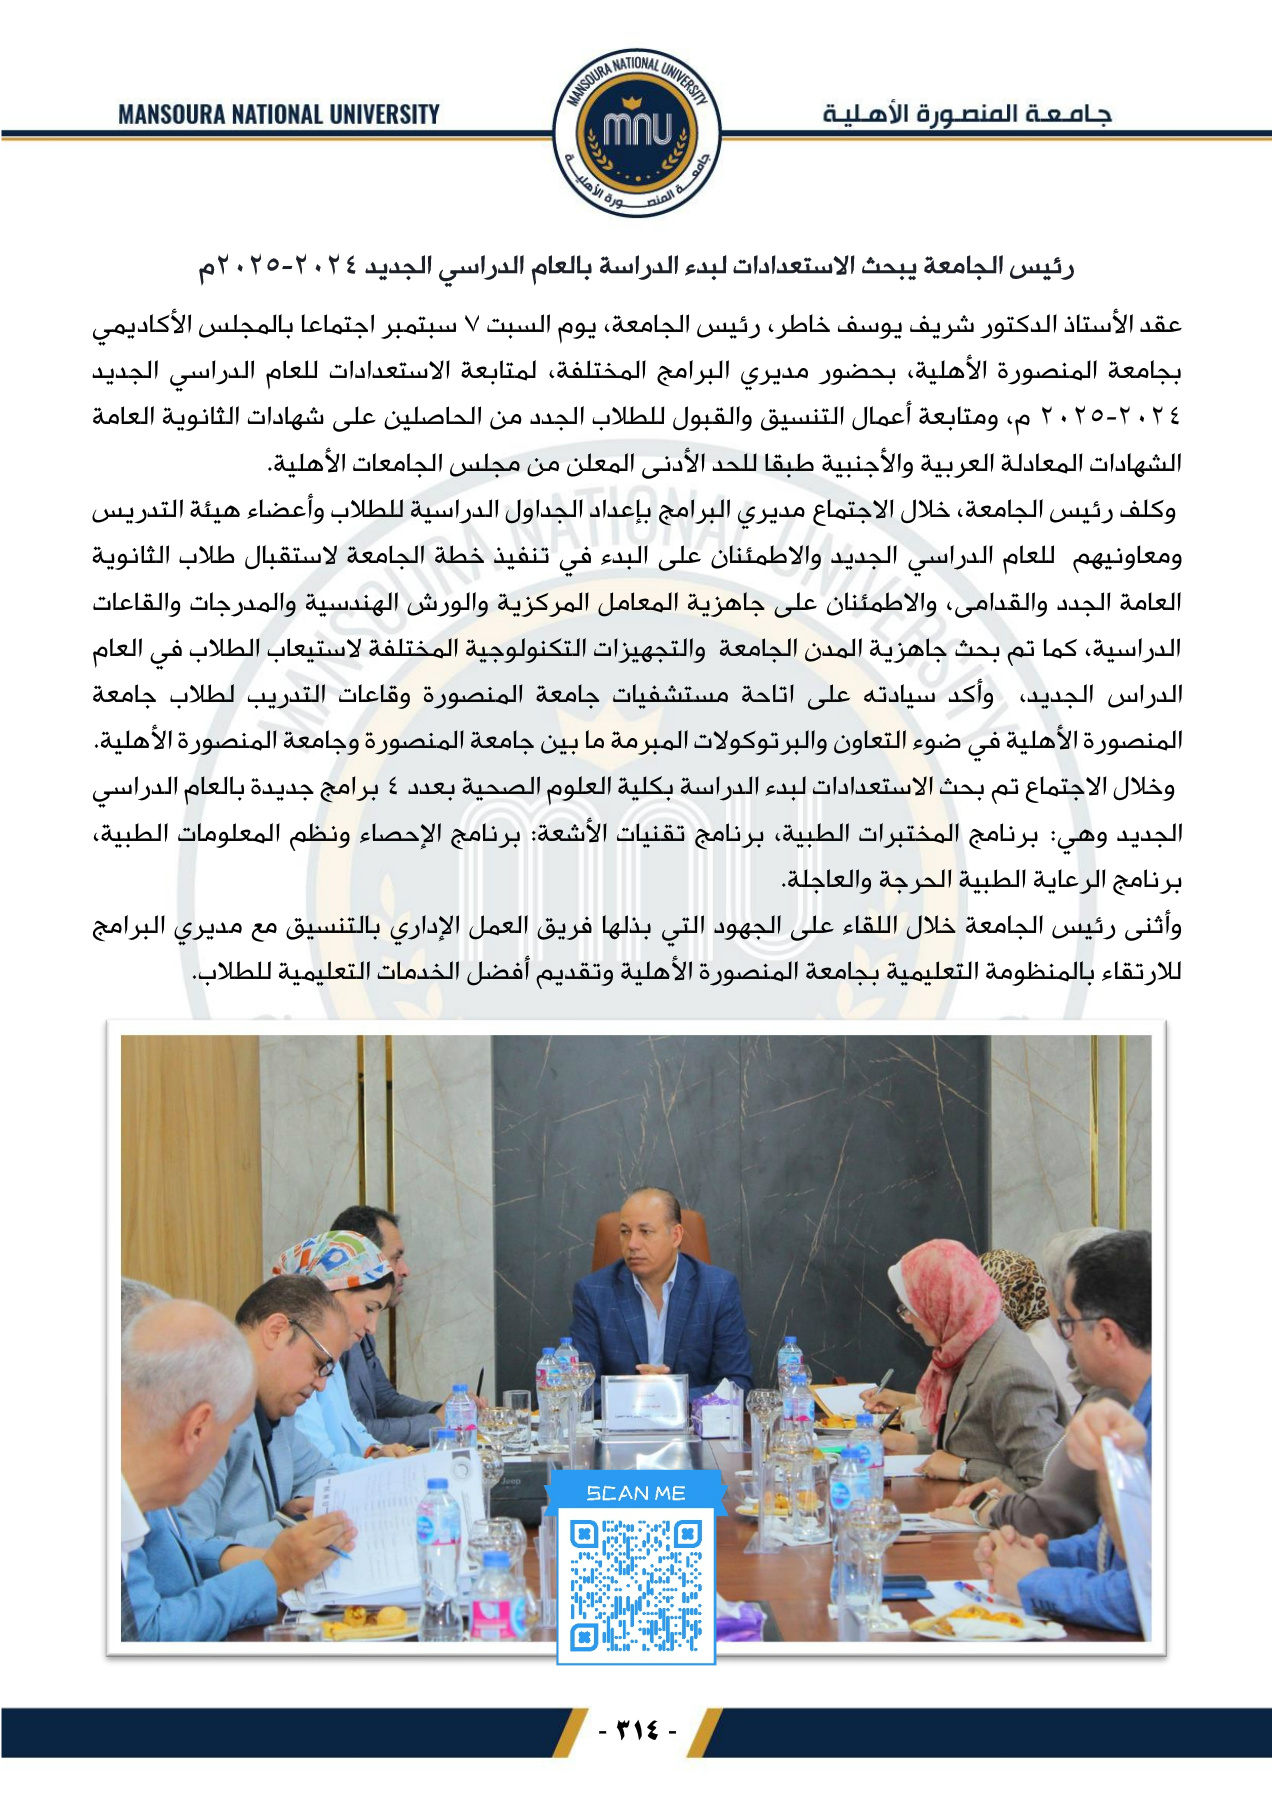 MANSOURA NATIONAL UNIVERSITY
جامعة المنصورة الأهلية
MANSOURA NATIONAL UNIVERSITY
mnu
جامعة المنصورة الأهلية
رئيس الجامعة يبحث الاستعدادات لبدء الدراسة بالعام الدراسي الجديد ٢٠٢٤-٢٠٢٥م
عقد الأستاذ الدكتور شريف يوسف خاطر، رئيس الجامعة، يوم السبت ٧ سبتمبر اجتماعا بالمجلس الأكاديمي
بجامعة المنصورة الأهلية، بحضور مديري البرامج المختلفة، لمتابعة الاستعدادات للعام الدراسي الجديد
٢٠٢٤-٢٠٢٥ م، ومتابعة أعمال التنسيق والقبول للطلاب الجدد من الحاصلين على شهادات الثانوية العامة
الشهادات المعادلة العربية والأجنبية طبقا للحد الأدنى المعلن من مجلس الجامعات الأهلية.
وكلف رئيس الجامعة، خلال الاجتماع مديري البرامج بإعداد الجداول الدراسية للطلاب وأعضاء هيئة التدريس
ومعاونيهم للعام الدراسي الجديد والاطمئنان على البدء في تنفيذ خطة الجامعة لاستقبال طلاب الثانوية
العامة الجدد والقدامى، والاطمئنان على جاهزية المعامل المركزية والورش الهندسية والمدرجات والقاعات
الدراسية، كما تم بحث جاهزية المدن الجامعة والتجهيزات التكنولوجية المختلفة لاستيعاب الطلاب في العام
الدراس الجديد، وأكد سيادته على اتاحة مستشفيات جامعة المنصورة وقاعات التدريب لطلاب جامعة
المنصورة الأهلية في ضوء التعاون والبرتوكولات المبرمة ما بين جامعة المنصورة وجامعة المنصورة الأهلية.
وخلال الاجتماع تم بحث الاستعدادات لبدء الدراسة بكلية العلوم الصحية بعدد ٤ برامج جديدة بالعام الدراسي
الجديد وهي: برنامج المختبرات الطبية، برنامج تقنيات الأشعة: برنامج الإحصاء ونظم المعلومات الطبية،
برنامج الرعاية الطبية الحرجة والعاجلة.
وأثنى رئيس الجامعة خلال اللقاء على الجهود التي بذلها فريق العمل الإداري بالتنسيق مع مديري البرامج
للارتقاء بالمنظومة التعليمية بجامعة المنصورة الأهلية وتقديم أفضل الخدمات التعليمية للطلاب.
Jeep
SCAN ME
- ٣١٤ -